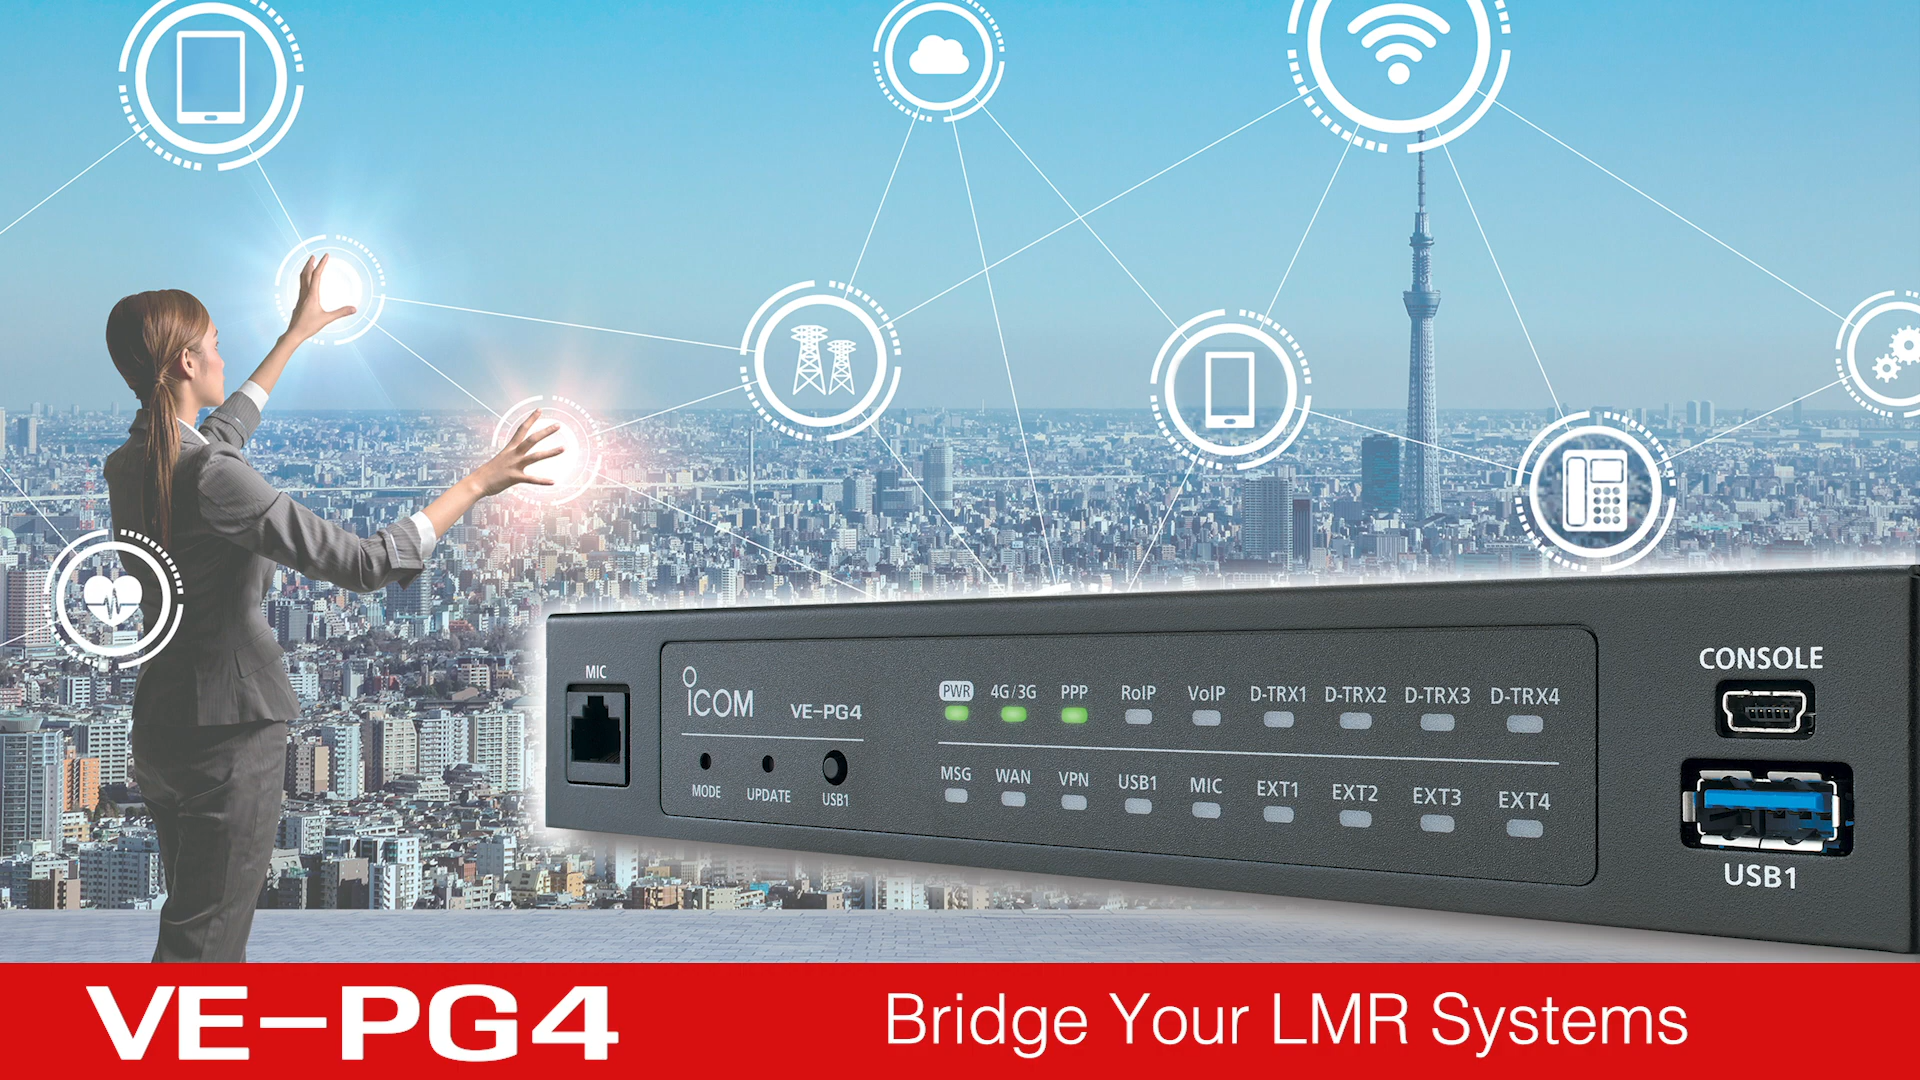 MIC
ICOM
VE-PG4
MODE UPDATE USB1
PWR 4G/3G PPP RoIP VoIP D-TRX1 D-TRX2 D-TRX3 D-TRX4
MSG WAN VPN USB1 MIC EXT1 EXT2 EXT3 EXT4
CONSOLE
USB1
VE-PG4
Bridge Your LMR Systems